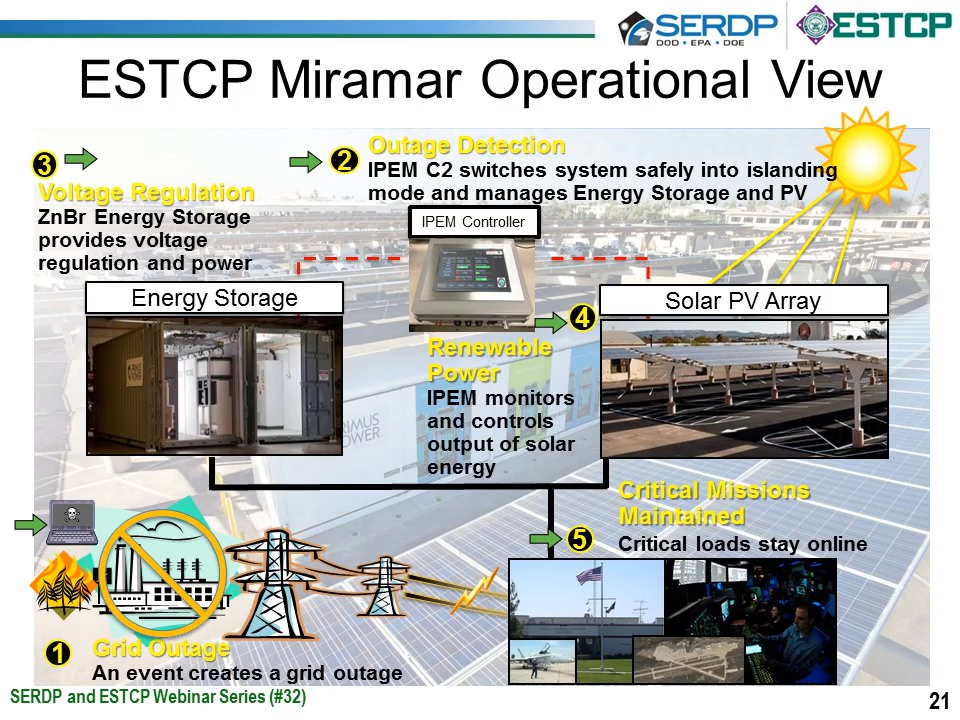 SERDP
DOD • EPA • DOE
ESTCP
ESTCP Miramar Operational View
3
Voltage Regulation
ZnBr Energy Storage
provides voltage
regulation and power
2
Outage Detection
IPEM C2 switches system safely into islanding
mode and manages Energy Storage and PV
IPEM Controller
Energy Storage
Solar PV Array
4
Renewable
Power
IPEM monitors
and controls
output of solar
energy
PRIMUS
POWER
RIMUS
POWER
5
Critical Missions
Maintained
Critical loads stay online
1
Grid Outage
An event creates a grid outage
SERDP and ESTCP Webinar Series (#32)
21